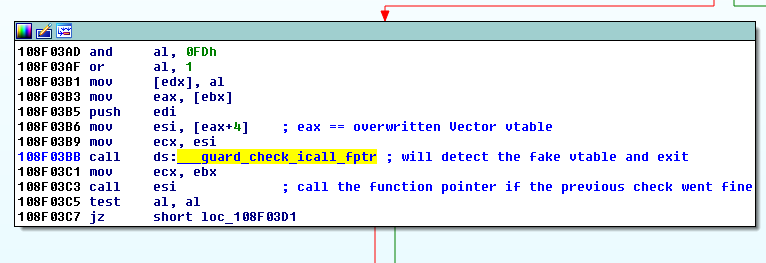 108F03AD and al, 0FDh
108F03AF or al, 1
108F03B1 mov [edx], al
108F03B3 mov eax, [ebx]
108F03B5 push edi
108F03B6 mov esi, [eax+4] ; eax == overwritten Vector vtable
108F03B9 mov ecx, esi
108F03BB call ds:___guard_check_icall_fptr ; will detect the fake vtable and exit
108F03C1 mov ecx, ebx
108F03C3 call esi ; call the function pointer if the previous check went fine
108F03C5 test al, al
108F03C7 jz short loc_108F03D1